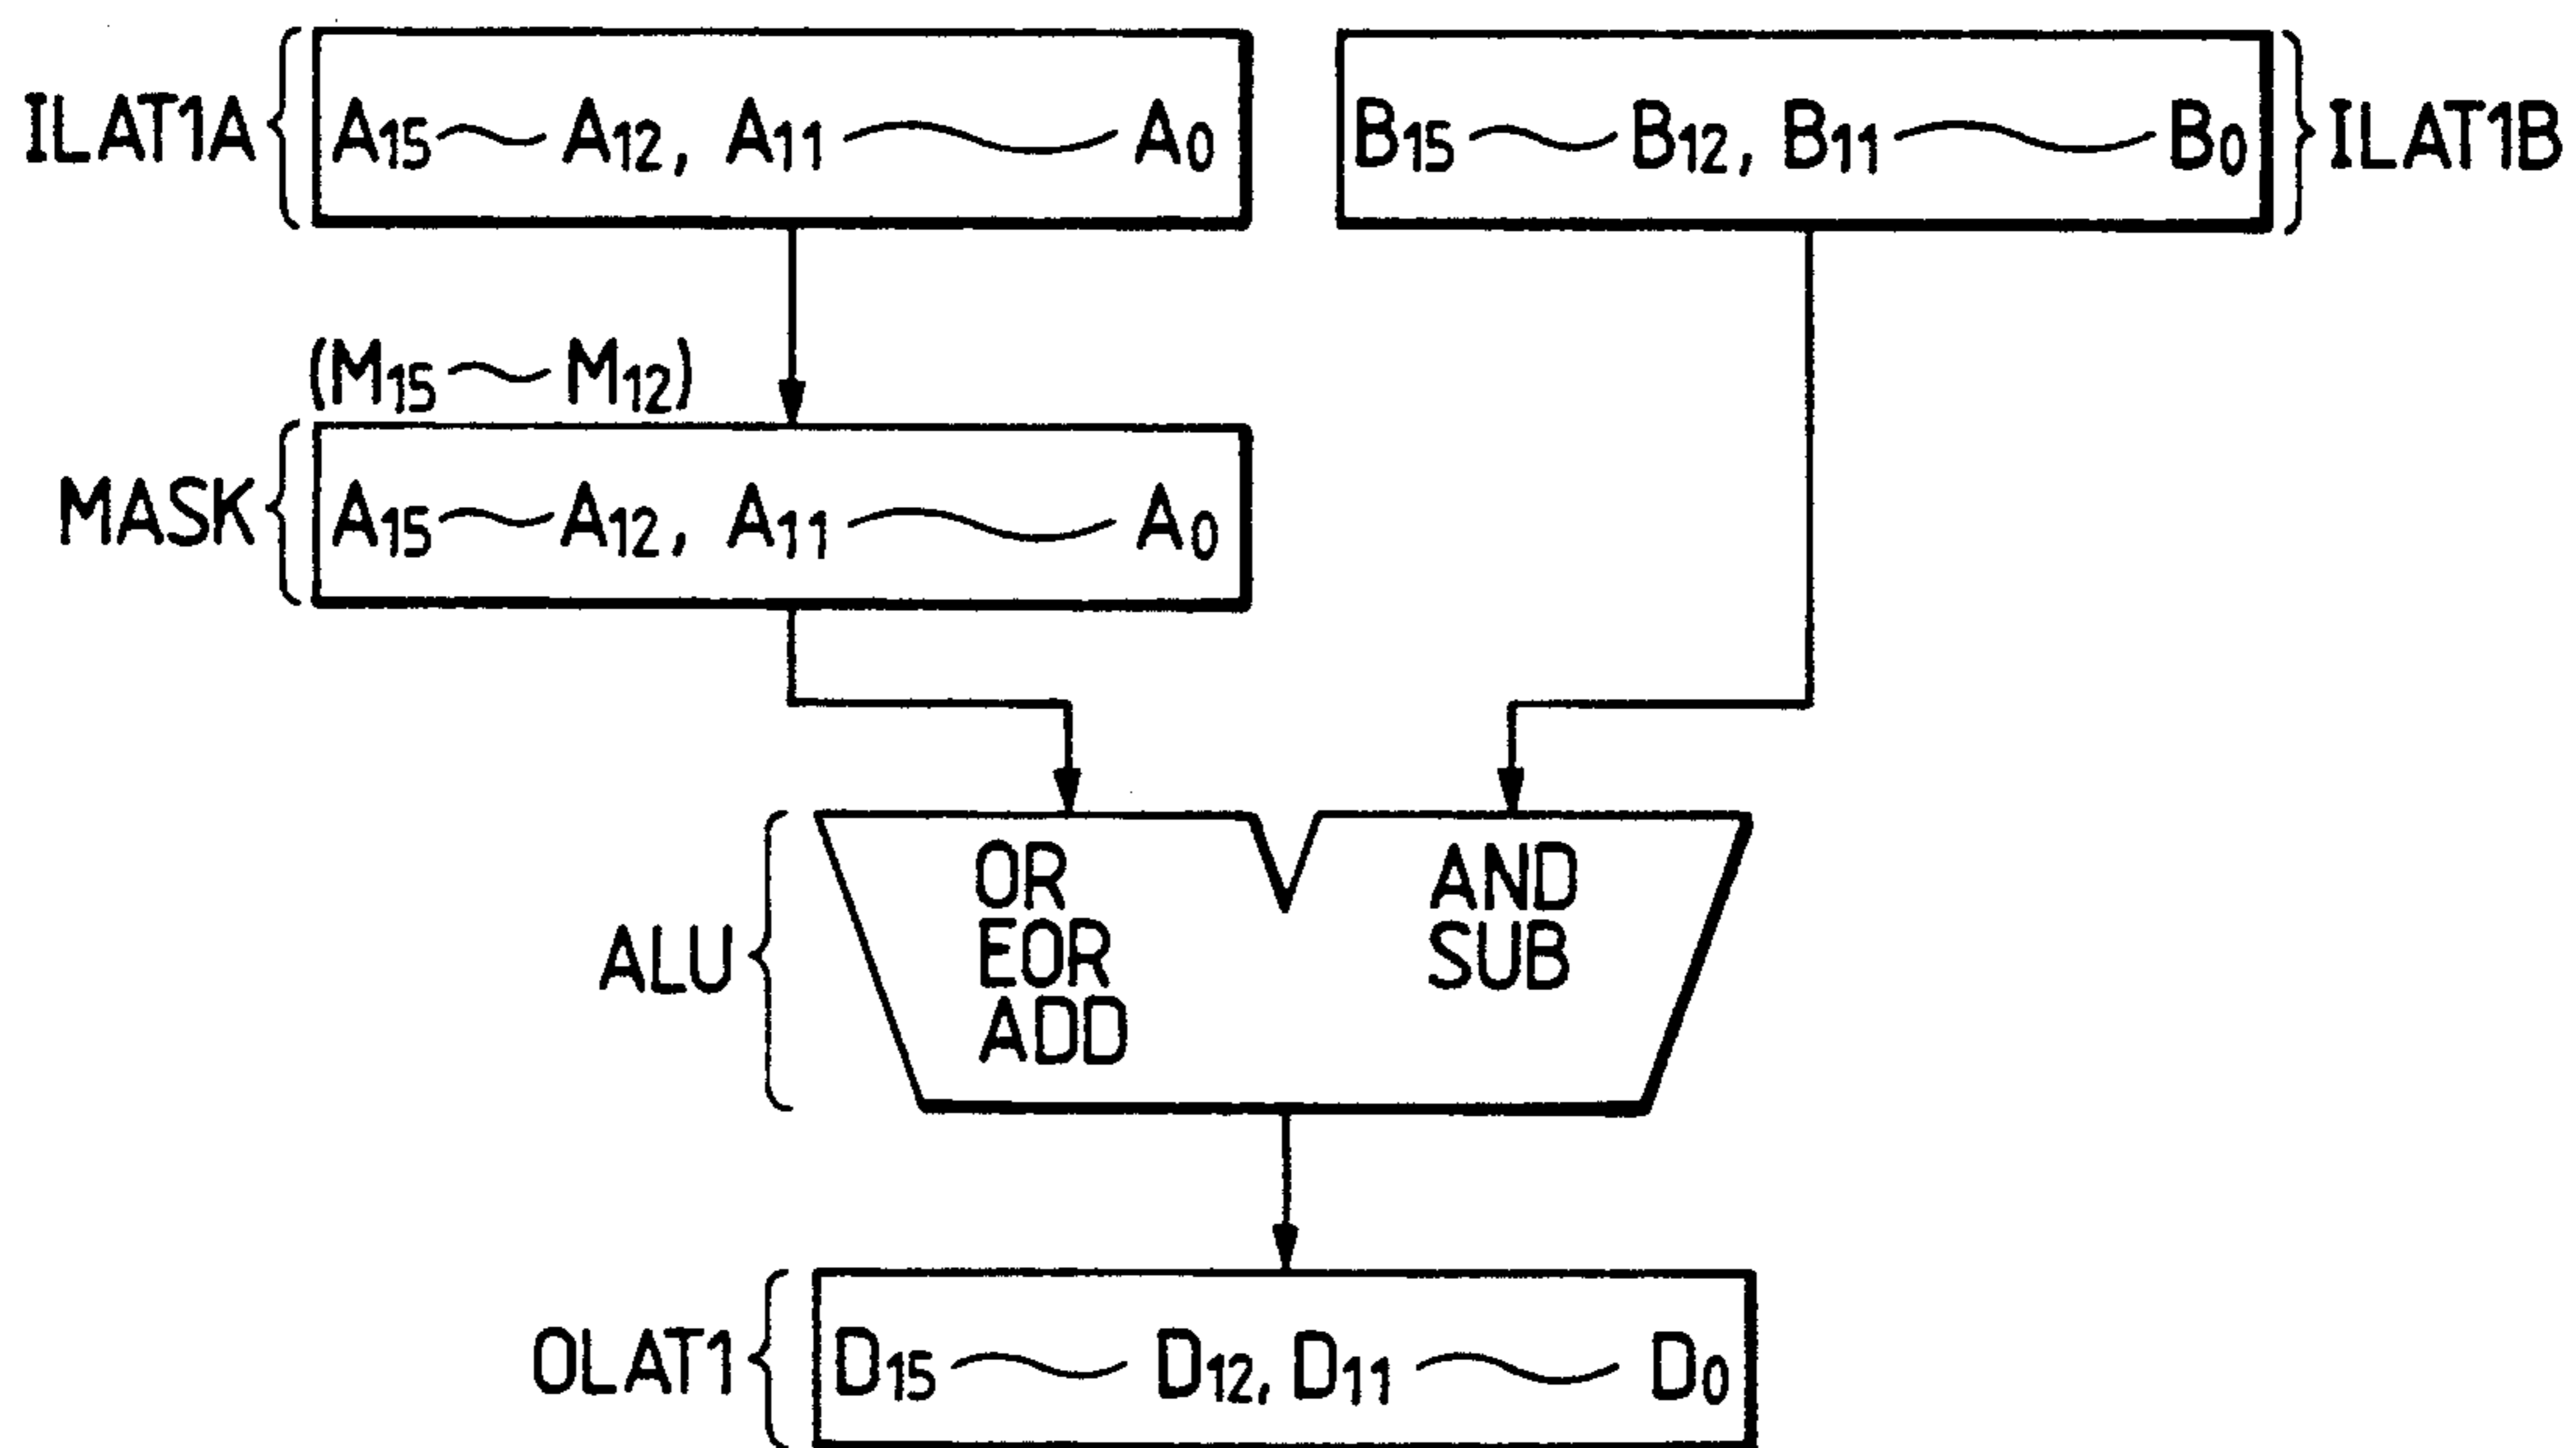 ILAT1A { A15 ~ A12, A11 ~ A0
B15 ~ B12, B11 ~ B0 } ILAT1B
(M15 ~ M12)
MASK { A15 ~ A12, A11 ~ A0
ALU {
OR
EOR
ADD
AND
SUB
OLAT1 { D15 ~ D12, D11 ~ D0